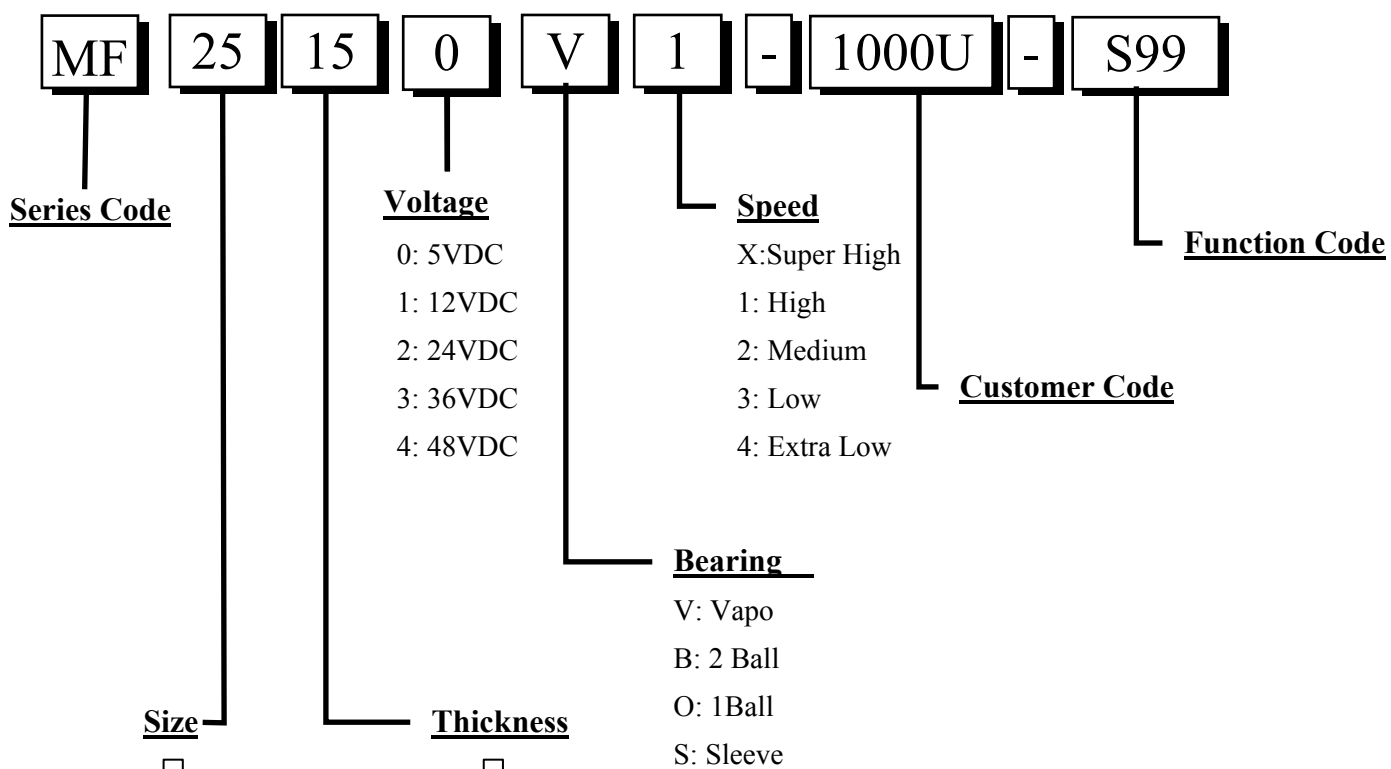 MF 25 15 0 V 1 - 1000U - S99
Series Code
Voltage
0: 5VDC
1: 12VDC
2: 24VDC
3: 36VDC
4: 48VDC
Speed
X:Super High
1: High
2: Medium
3: Low
4: Extra Low
Function Code
Customer Code
Bearing
V: Vapo
B: 2 Ball
O: 1Ball
S: Sleeve
Size
Thickness